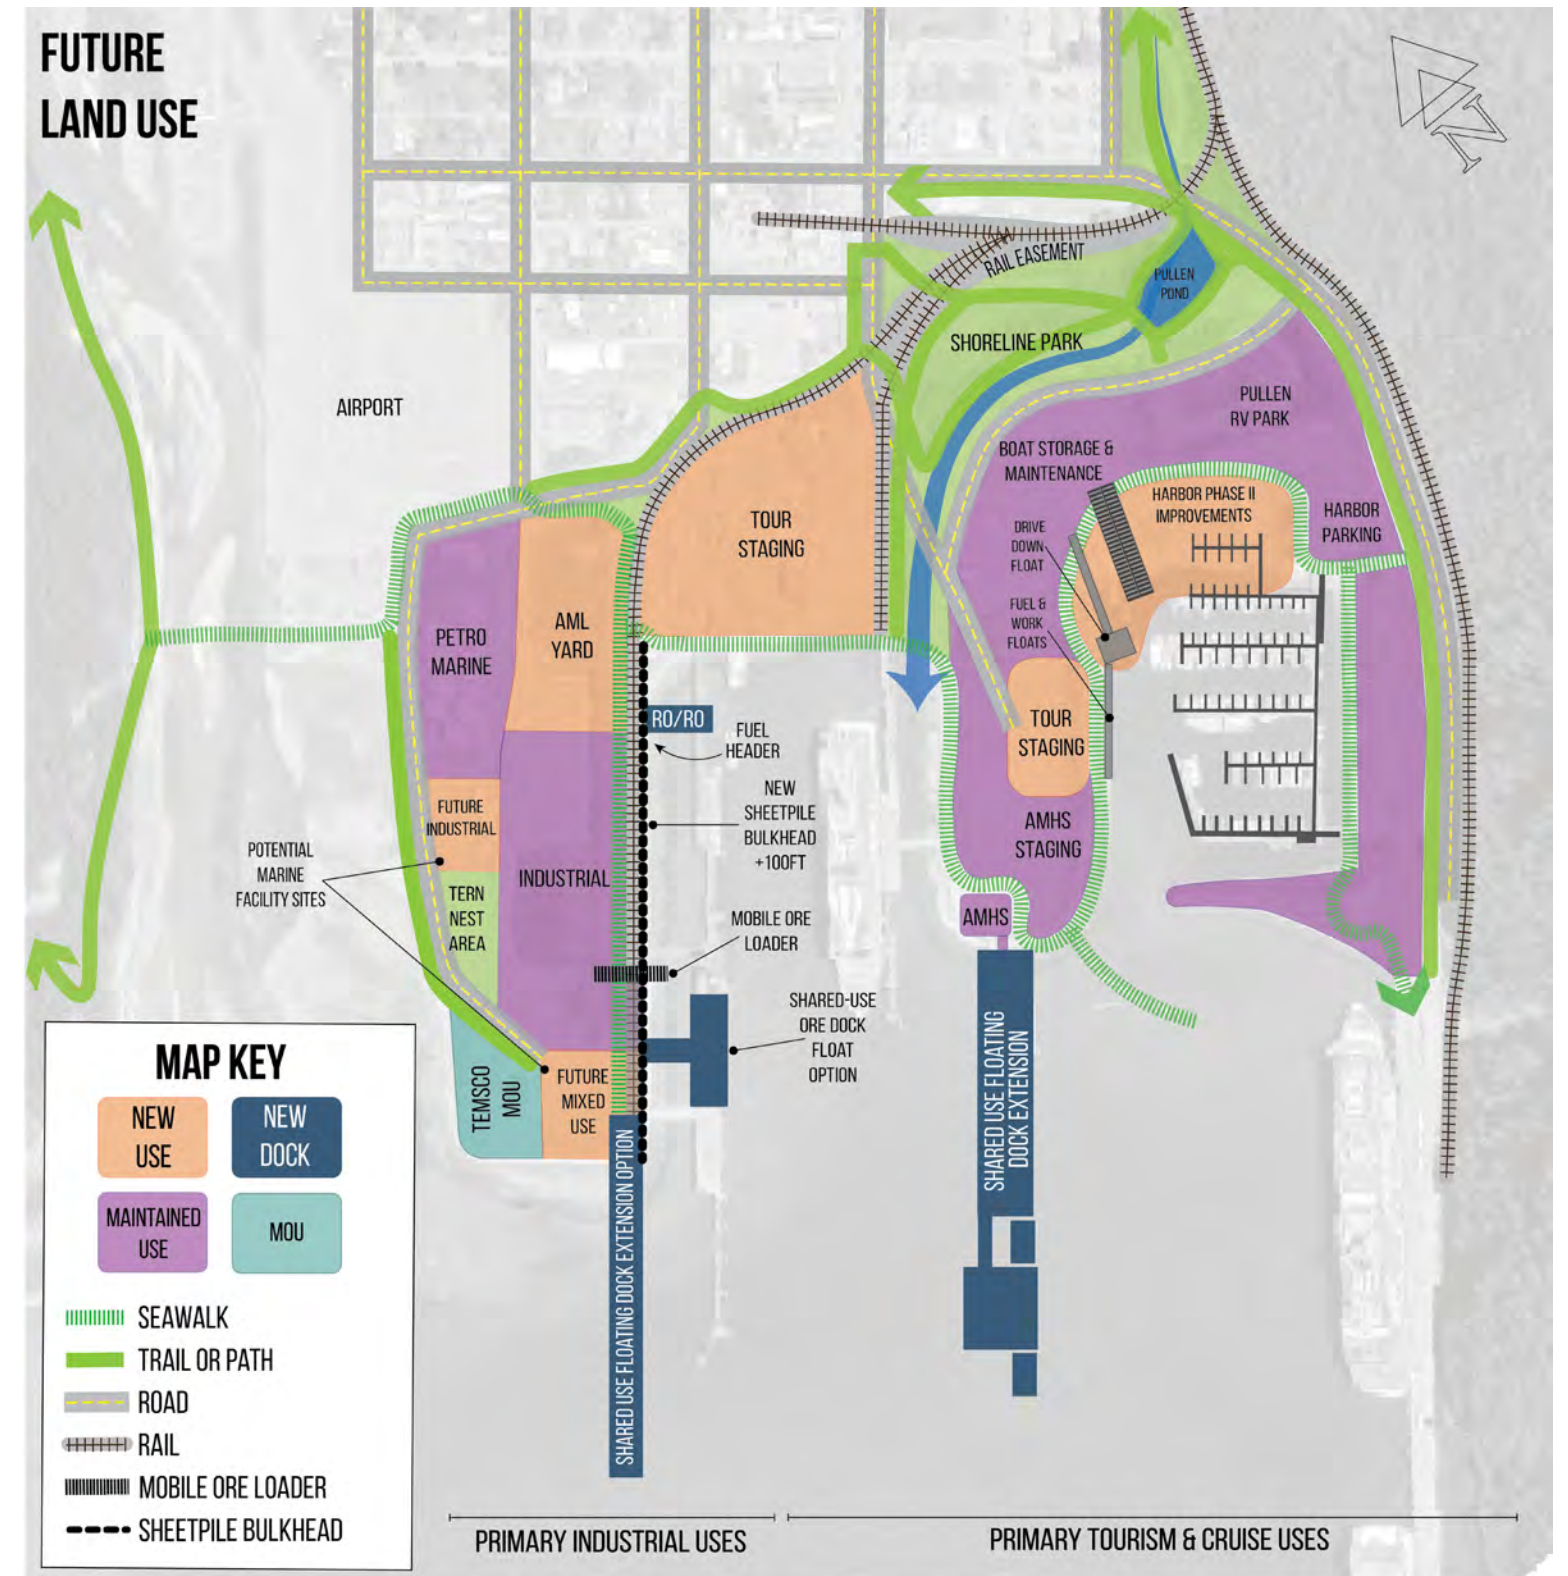 FUTURE
LAND USE
N
RAIL EASEMENT
PULLEN
POND
SHORELINE PARK
AIRPORT
PULLEN
RV PARK
BOAT STORAGE &
MAINTENANCE
HARBOR PHASE II
IMPROVEMENTS
HARBOR
PARKING
TOUR
STAGING
DRIVE
DOWN
FLOAT
FUEL &
WORK
FLOATS
PETRO
MARINE
AML
YARD
RO/RO
FUEL
HEADER
TOUR
STAGING
NEW
SHEETPILE
BULKHEAD
+100FT
FUTURE
INDUSTRIAL
AMHS
STAGING
POTENTIAL
MARINE
FACILITY SITES
INDUSTRIAL
TERN
NEST
AREA
MOBILE ORE
LOADER
AMHS
SHARED-USE
ORE DOCK
FLOAT
OPTION
SHARED USE FLOATING
DOCK EXTENSION
TEMSCO
MOU
FUTURE
MIXED
USE
SHARED USE FLOATING DOCK EXTENSION OPTION
MAP KEY
NEW
USE
NEW
DOCK
MAINTAINED
USE
MOU
SEAWALK
TRAIL OR PATH
ROAD
RAIL
MOBILE ORE LOADER
SHEETPILE BULKHEAD
PRIMARY INDUSTRIAL USES
PRIMARY TOURISM & CRUISE USES